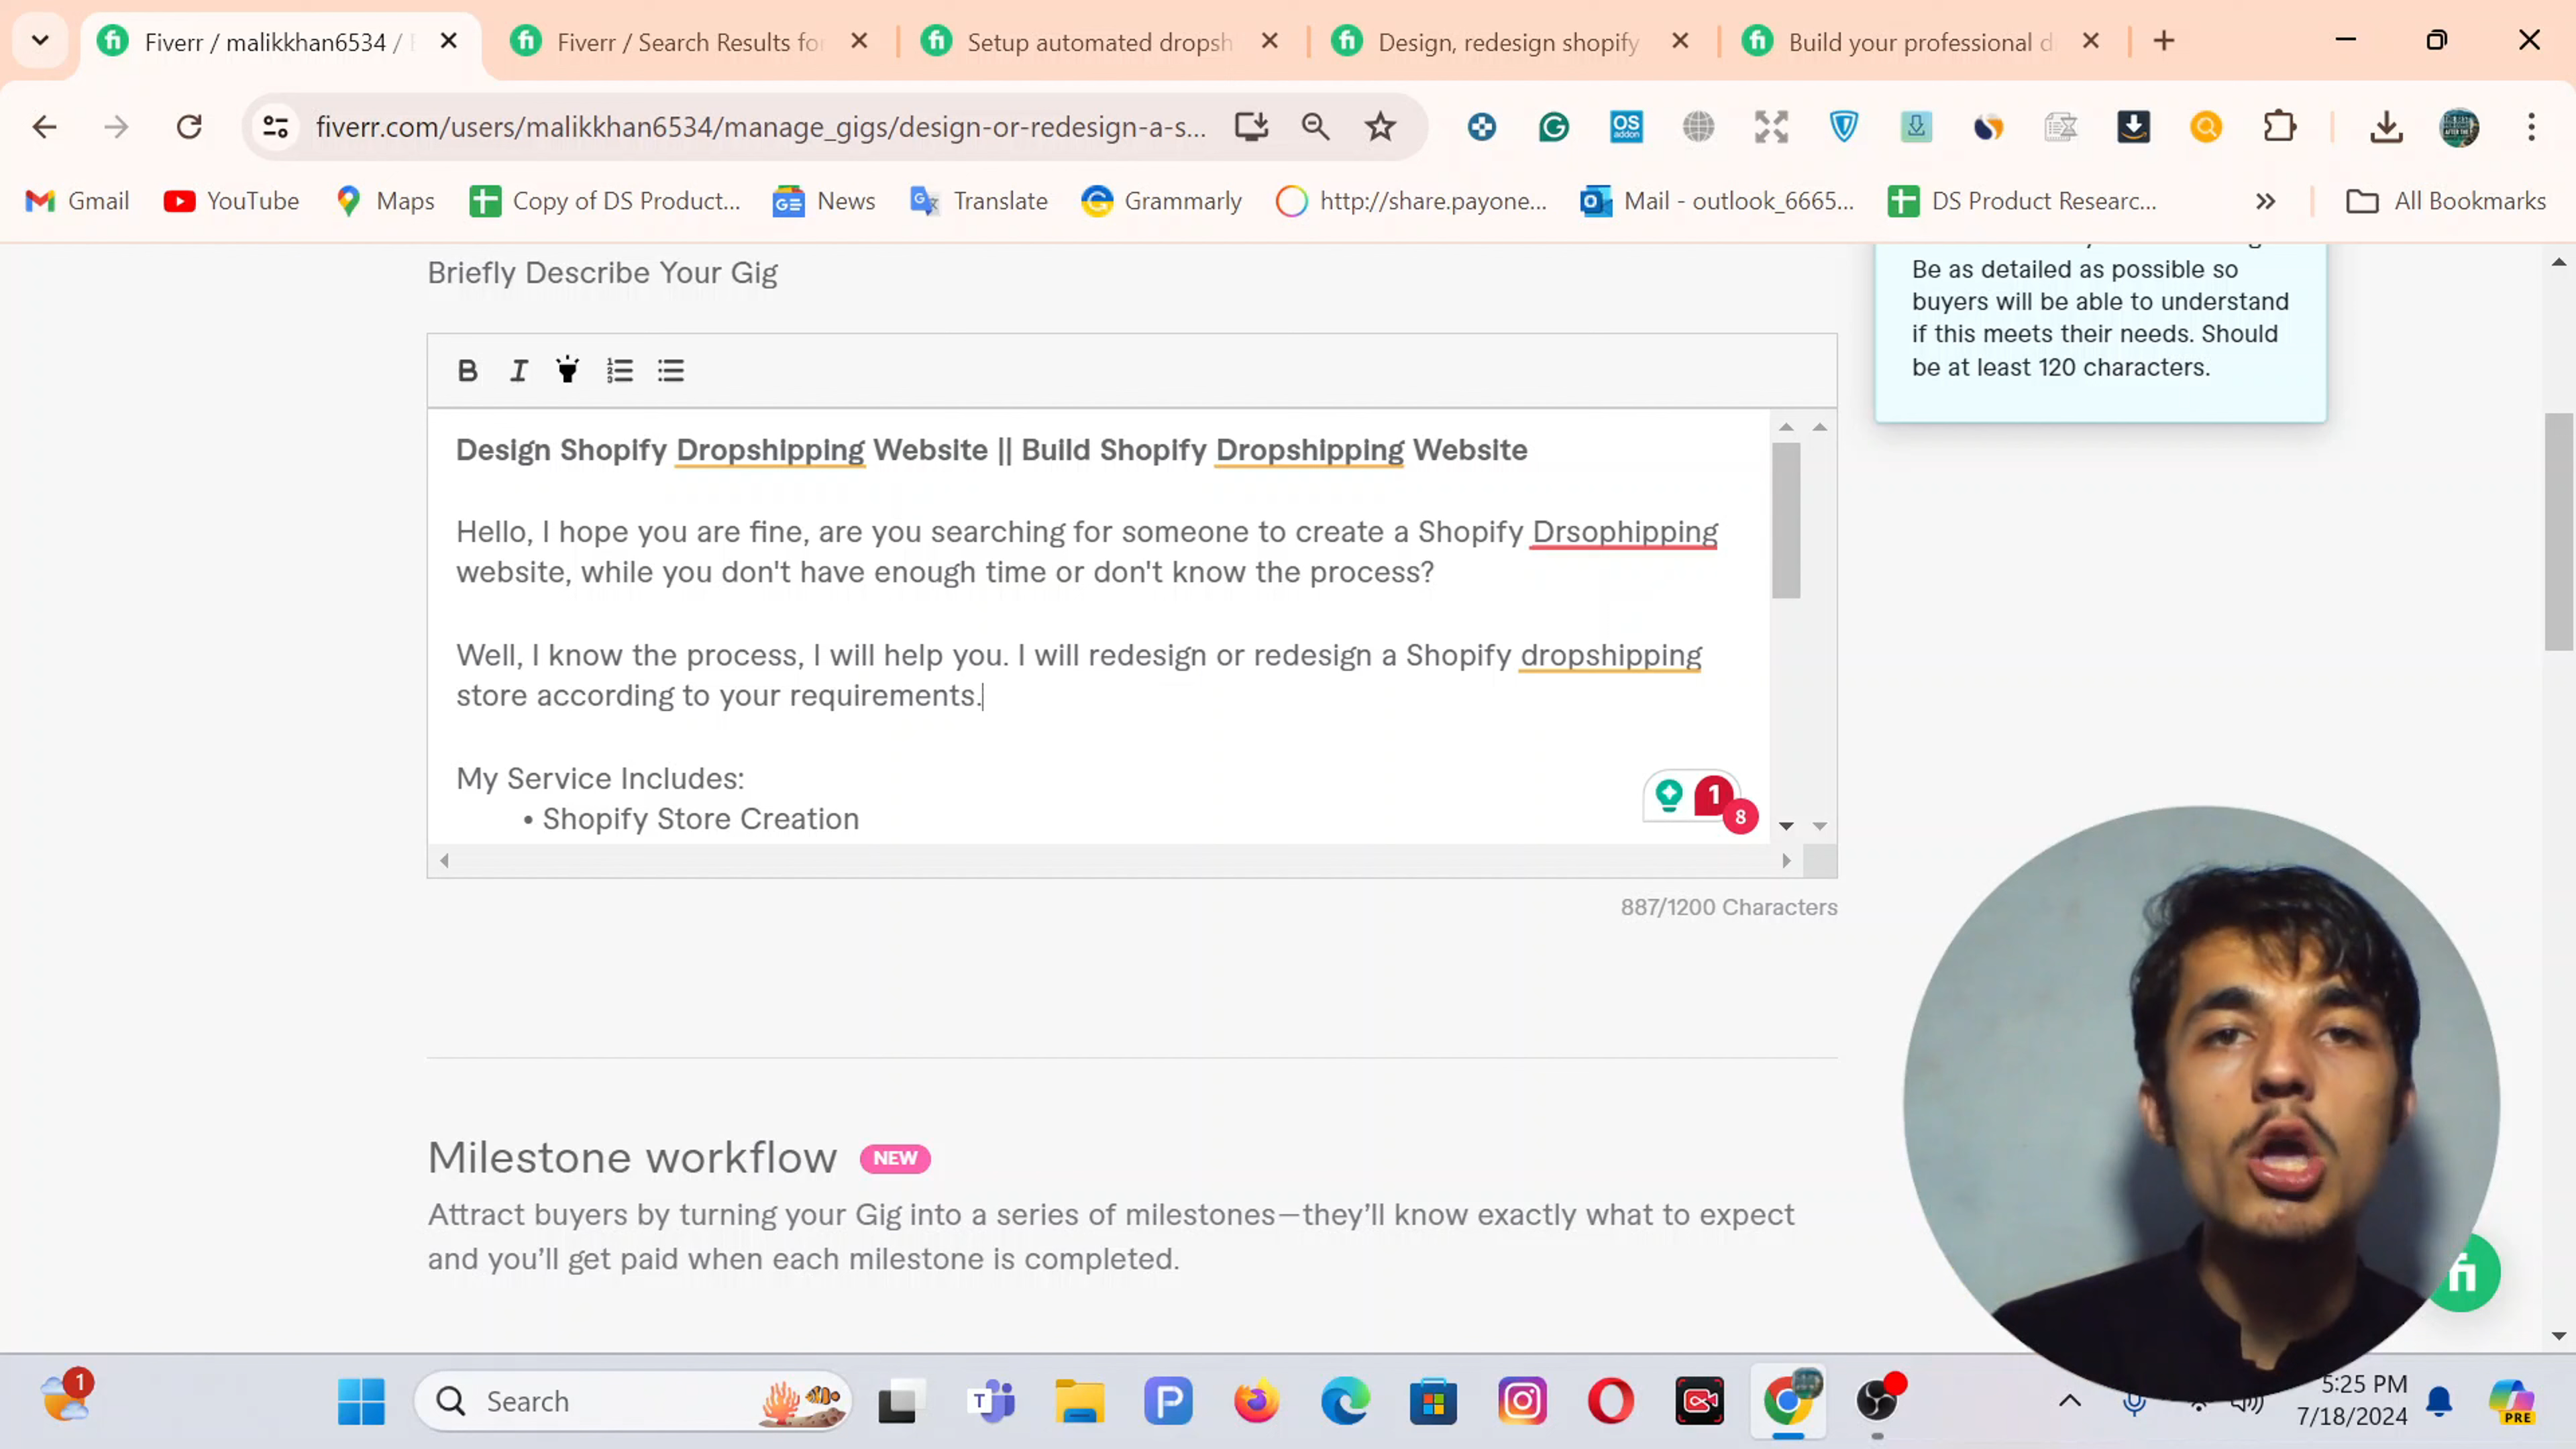 Fiverr / malikkhan6534 /
Fiverr / Search Results for
Setup automated dropsh
Design, redesign shopify
Build your professional d
fiverr.com/users/malikkhan6534/manage_gigs/design-or-redesign-a-s...
OS
addon
Gmail
YouTube
Maps
Copy of DS Product...
News
Translate
Grammarly
http://share.payone...
Mail - outlook_6665...
DS Product Researc...
All Bookmarks
Briefly Describe Your Gig
Be as detailed as possible so
buyers will be able to understand
if this meets their needs. Should
be at least 120 characters.
Design Shopify Dropshipping Website || Build Shopify Dropshipping Website
Hello, I hope you are fine, are you searching for someone to create a Shopify Drsophipping
website, while you don't have enough time or don't know the process?
Well, I know the process, I will help you. I will redesign or redesign a Shopify dropshipping
store according to your requirements.
My Service Includes:
• Shopify Store Creation
1
8
887/1200 Characters
Milestone workflow NEW
Attract buyers by turning your Gig into a series of milestones—they'll know exactly what to expect
and you'll get paid when each milestone is completed.
fi
1
Search
5:25 PM
7/18/2024
PRE